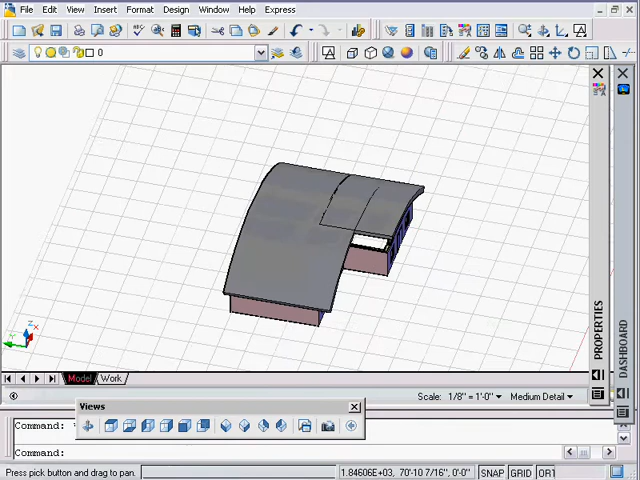 File Edit View Insert Format Design Window Help Express
0
PROPERTIES
DASHBOARD
Z
X
Y
Model Work
Scale: 1/8" = 1'-0" Medium Detail
Views
Command:
Command:
Press pick button and drag to pan. 1.84606E+03, 70'-10 7/16", 0'-0" SNAP GRID